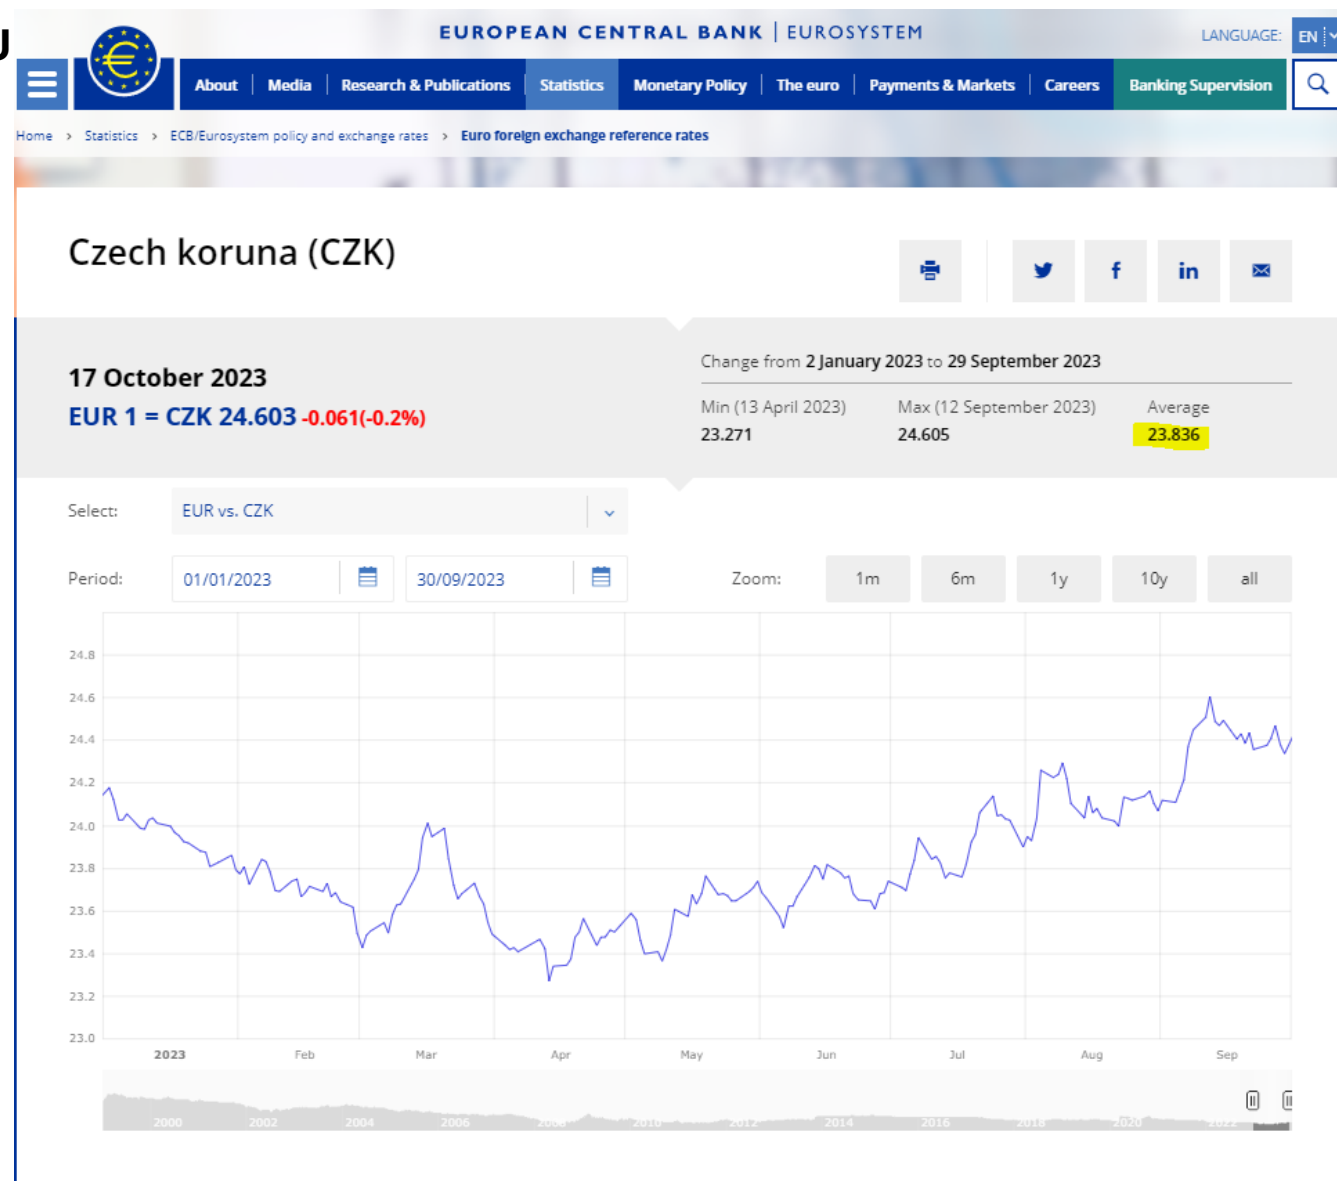 EUROPEAN CENTRAL BANK | EUROSYSTEM
LANGUAGE: EN
About Media Research & Publications Statistics Monetary Policy The euro Payments & Markets Careers Banking Supervision
Home > Statistics > ECB/Eurosystem policy and exchange rates > Euro foreign exchange reference rates
Czech koruna (CZK)
17 October 2023
EUR 1 = CZK 24.603 -0.061(-0.2%)
Change from 2 January 2023 to 29 September 2023
Min (13 April 2023) Max (12 September 2023) Average
23.271 24.605 23.836
Select: EUR vs. CZK
Period: 01/01/2023 30/09/2023 Zoom: 1m 6m 1y 10y all
24.8
24.6
24.4
24.2
24.0
23.8
23.6
23.4
23.2
23.0
2023 Feb Mar Apr May Jun Jul Aug Sep
2000 2002 2004 2006 2008 2010 2012 2014 2016 2018 2020 2022